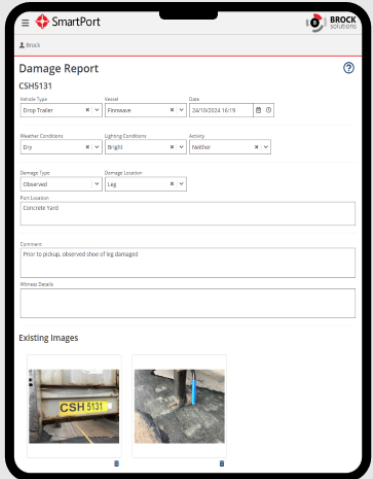 SmartPort
BROCK
solutions
Brock
Damage Report
CSH5131
Vehicle Type Vessel Date
Drop Trailer Finnwave 24/10/2024 16:19
Weather Conditions Lighting Conditions Activity
Dry Bright Neither
Damage Type Damage Location
Observed Leg
Port Location
Concrete Yard
Comment
Prior to pickup, observed shoe of leg damaged
Witness Details
Existing Images
CSH 5131